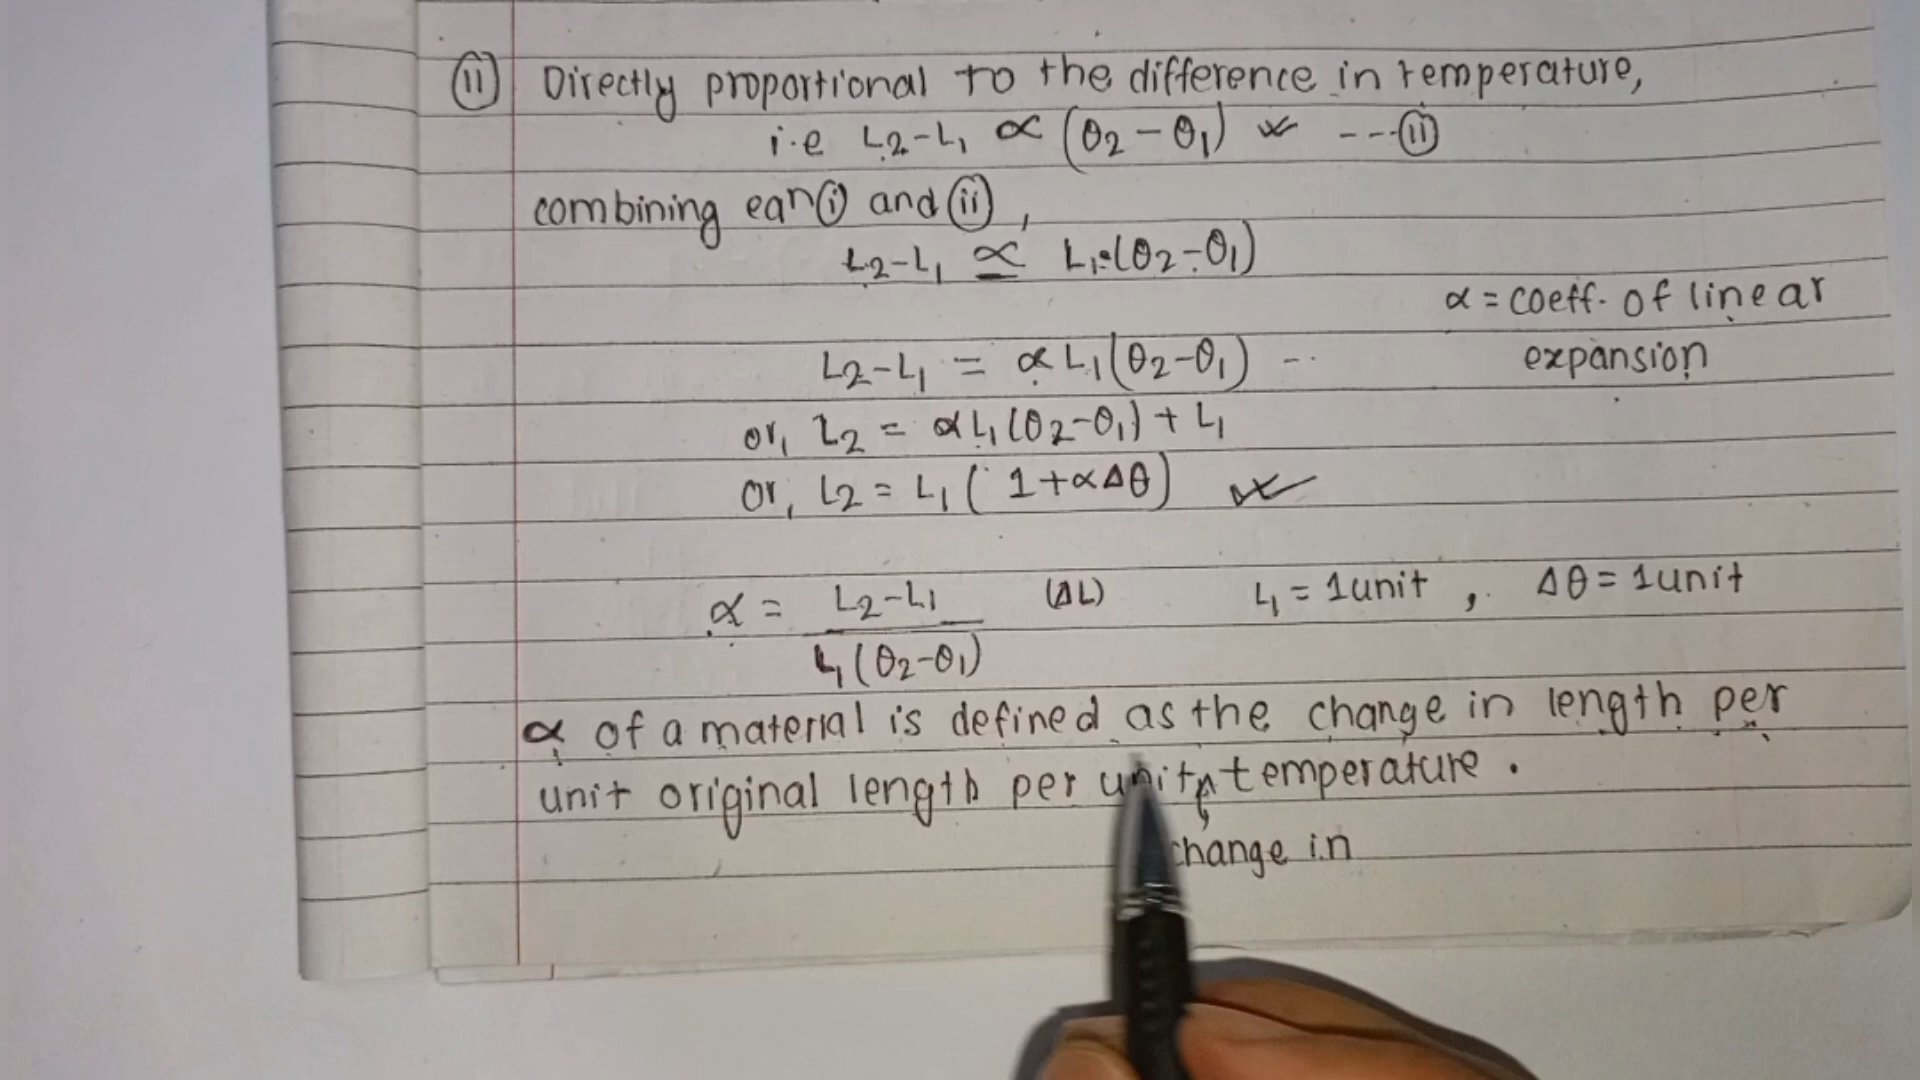 (ii) Directly proportional to the difference in temperature,
i.e L2-L1 ∝ (θ2-θ1) ---(ii)
combining eqn(i) and (ii),
L2-L1 ∝ L1.(θ2-θ1)
α = coeff. of linear
expansion
L2-L1 = αL1(θ2-θ1) --
or, L2 = αL1(θ2-θ1)+L1
or, L2 = L1(1+αΔθ)
α = L2-L1 / L1(θ2-θ1) (ΔL) L1 = 1unit , Δθ = 1unit
α of a material is defined as the change in length per
unit original length per unit temperature.
change in